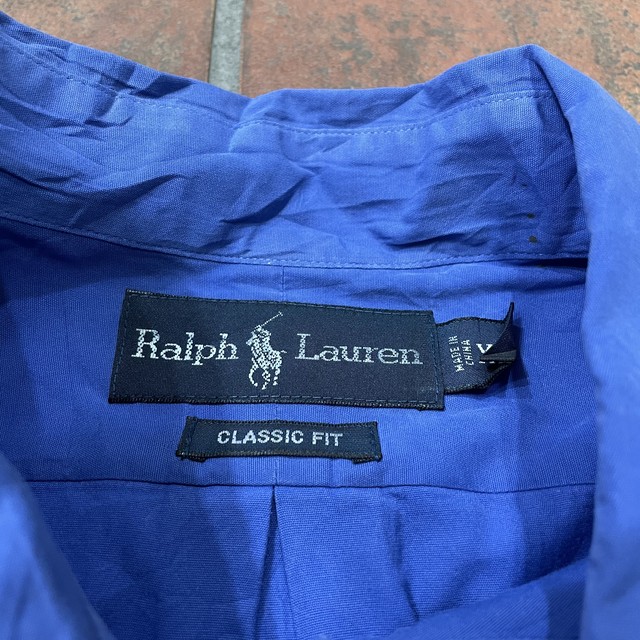 Ralph Lauren
MADE IN
CHINA
CLASSIC FIT